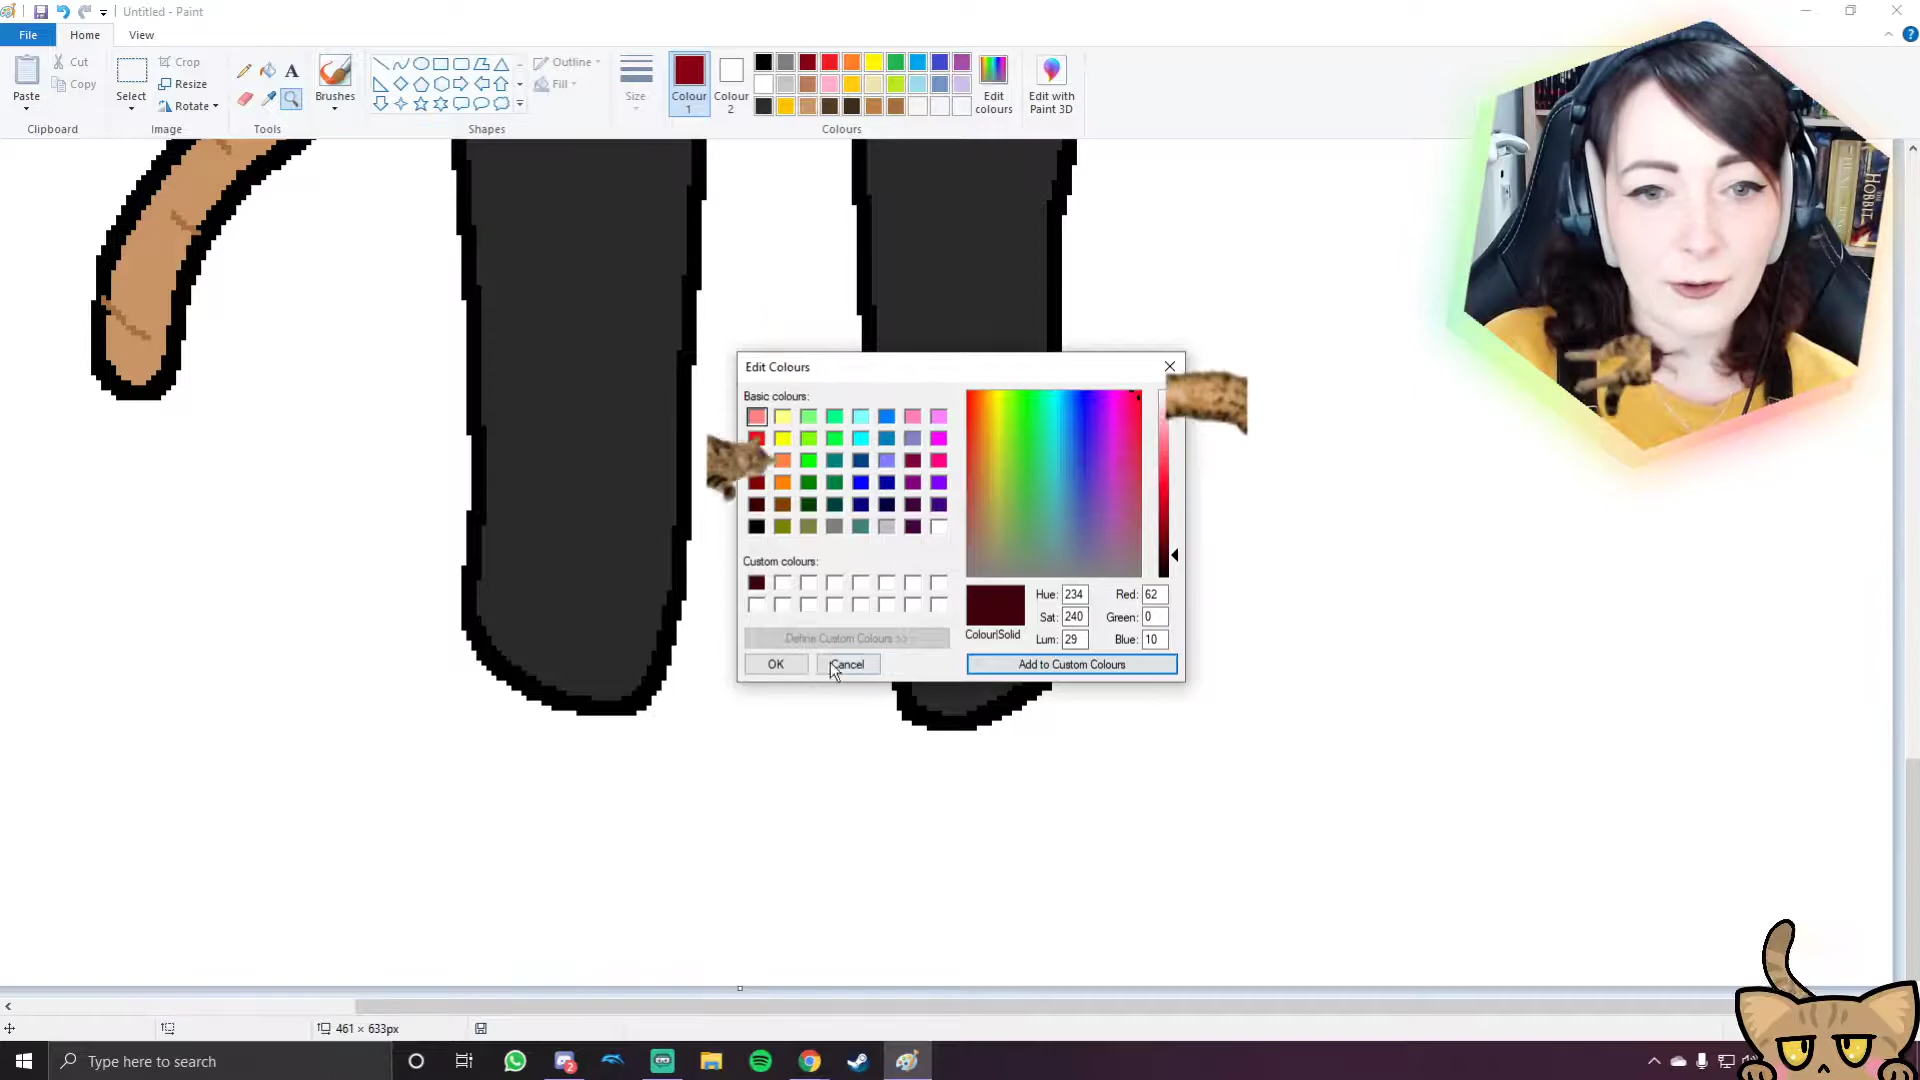 Untitled - Paint
File
Home
View
Paste
Cut
Copy
Clipboard
Select
Crop
Resize
Rotate
Image
Tools
Brushes
Shapes
Outline
Fill
Size
Colour
1
Colour
2
Edit
colours
Edit with
Paint 3D
Colours
HOBBIT
Edit Colours
Basic colours:
Custom colours:
Define Custom Colours >>
OK
Cancel
Colour|Solid
Hue: 234
Sat: 240
Lum: 29
Red: 62
Green: 0
Blue: 10
Add to Custom Colours
461 × 633px
Type here to search
2